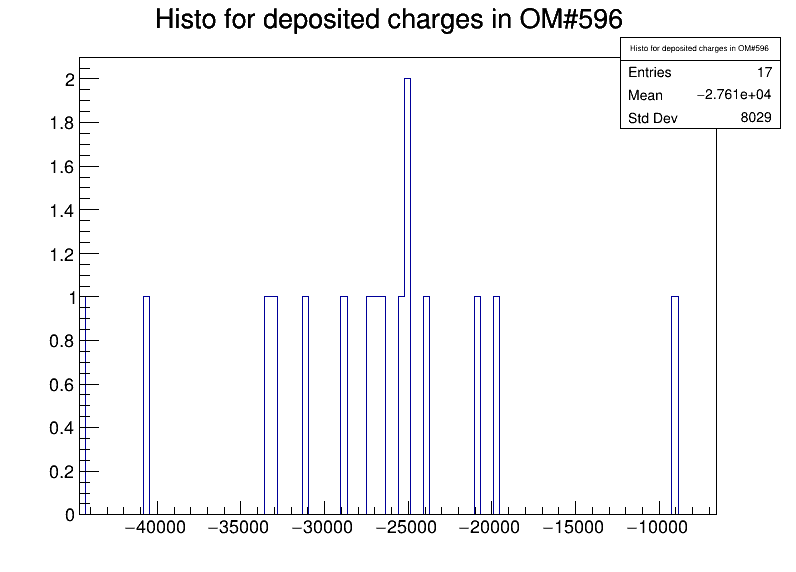 Histo for deposited charges in OM#596
Histo for deposited charges in OM#596
Entries 17
Mean −2.761e+04
Std Dev 8029
2
1.8
1.6
1.4
1.2
1
0.8
0.6
0.4
0.2
0
−40000 −35000 −30000 −25000 −20000 −15000 −10000